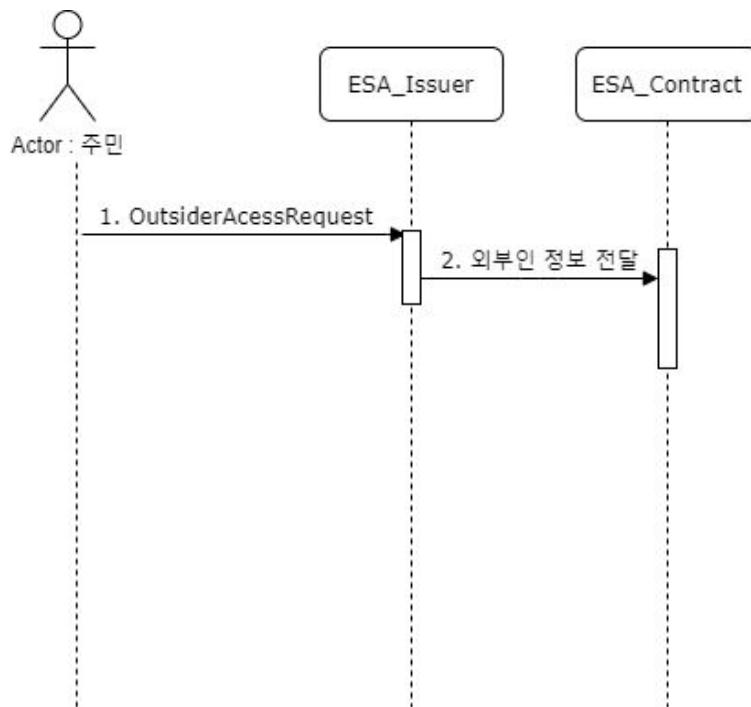 ESA_Issuer
ESA_Contract
Actor : 주민
1. OutsiderAcessRequest
2. 외부인 정보 전달